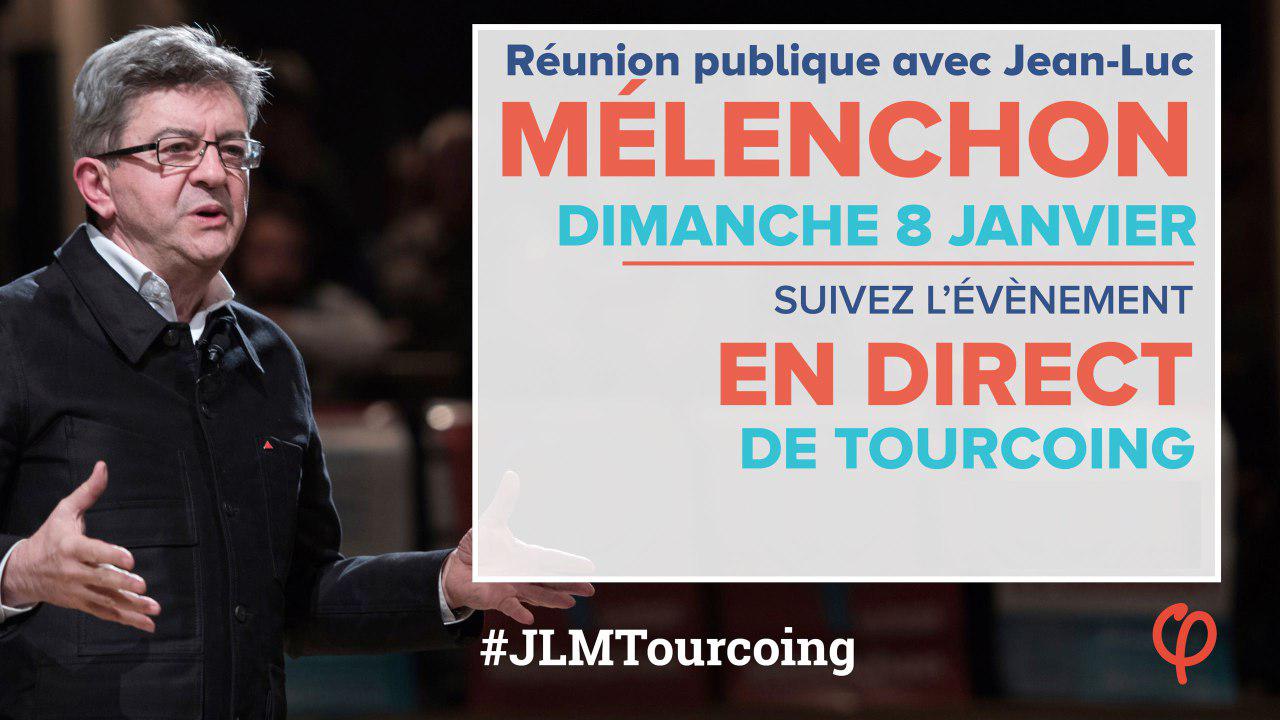 Réunion publique avec Jean-Luc
MÉLENCHON
DIMANCHE 8 JANVIER
SUIVEZ L’ÉVÈNEMENT
EN DIRECT
DE TOURCOING
#JLMTourcoing
φ